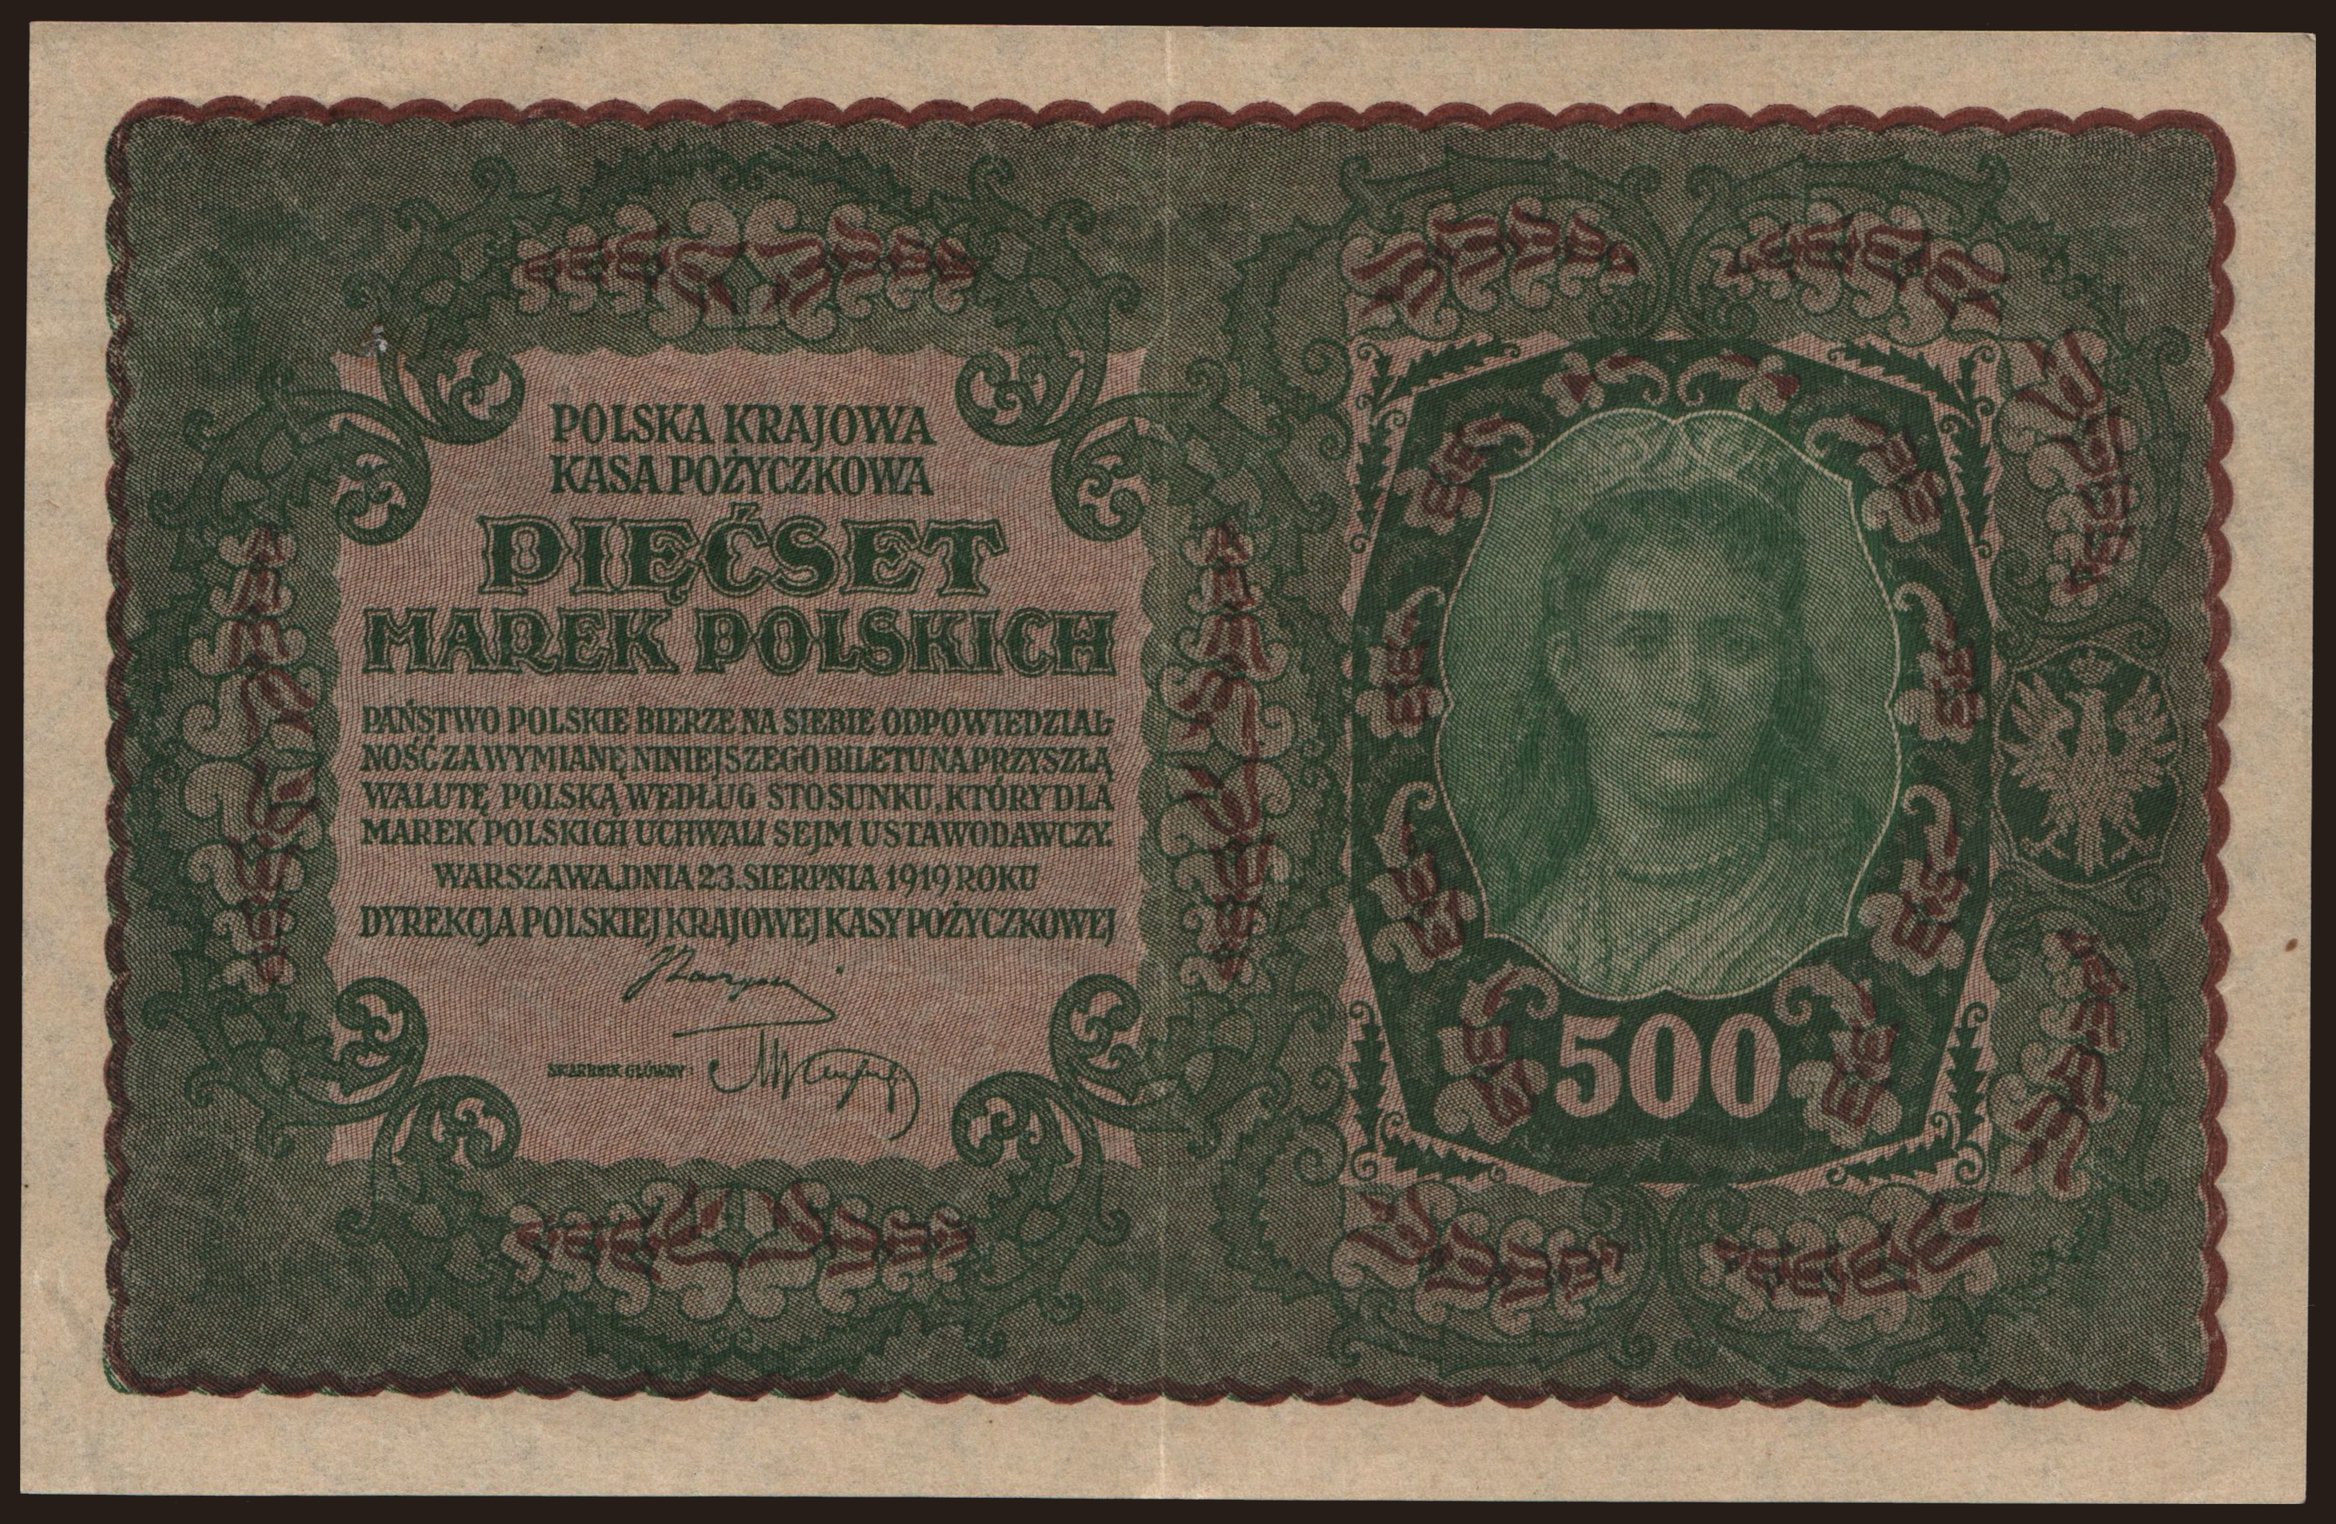 POLSKA KRAJOWA
KASA POŻYCZKOWA
PIĘĆSET
MAREK POLSKICH
PAŃSTWO POLSKIE BIERZE NA SIEBIE ODPOWIEDZIAL-
NOŚĆ ZA WYMIANĘ NINIEJSZEGO BILETU NA PRZYSZŁĄ
WALUTĘ POLSKĄ WEDŁUG STOSUNKU, KTÓRY DLA
MAREK POLSKICH UCHWALI SEJM USTAWODAWCZY.
WARSZAWA, DNIA 23. SIERPNIA 1919 ROKU
DYREKCJA POLSKIEJ KRAJOWEJ KASY POŻYCZKOWEJ
SKARBNIK GŁÓWNY:
500